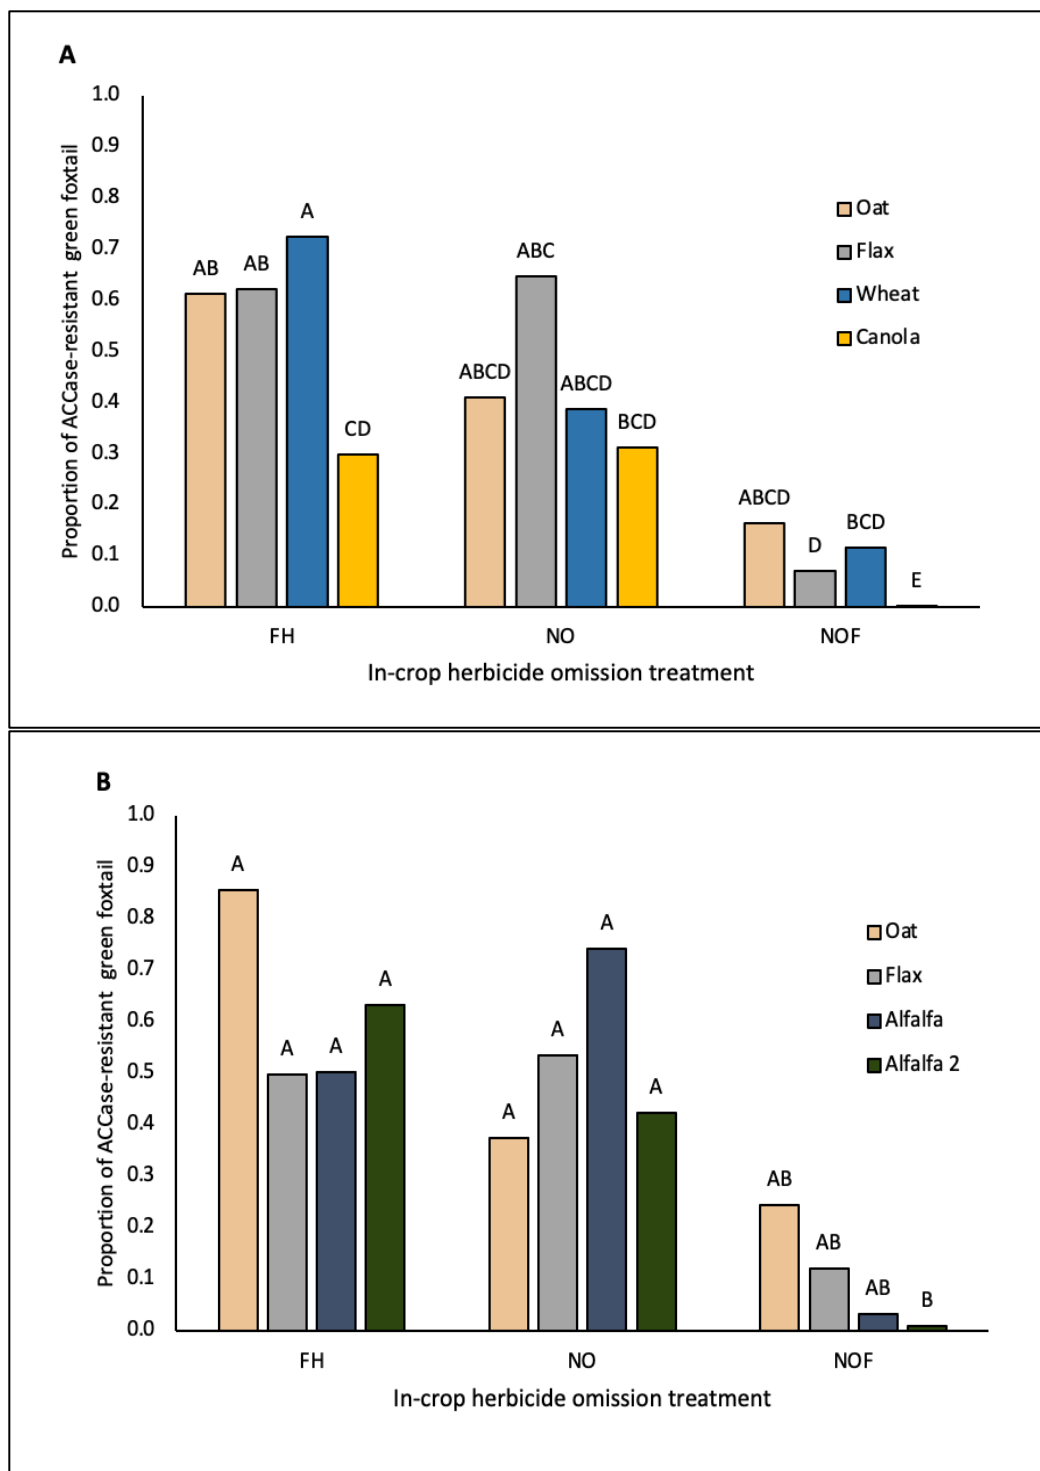 A
Proportion of ACCase-resistant green foxtail
1.0
0.9
0.8
0.7
0.6
0.5
0.4
0.3
0.2
0.1
0.0
AB
AB
A
CD
ABCD
ABC
ABCD
BCD
ABCD
D
BCD
E
Oat
Flax
Wheat
Canola
FH
NO
NOF
In-crop herbicide omission treatment
B
Proportion of ACCase-resistant green foxtail
1.0
0.9
0.8
0.7
0.6
0.5
0.4
0.3
0.2
0.1
0.0
A
A
A
A
A
A
A
A
AB
AB
AB
B
Oat
Flax
Alfalfa
Alfalfa 2
FH
NO
NOF
In-crop herbicide omission treatment